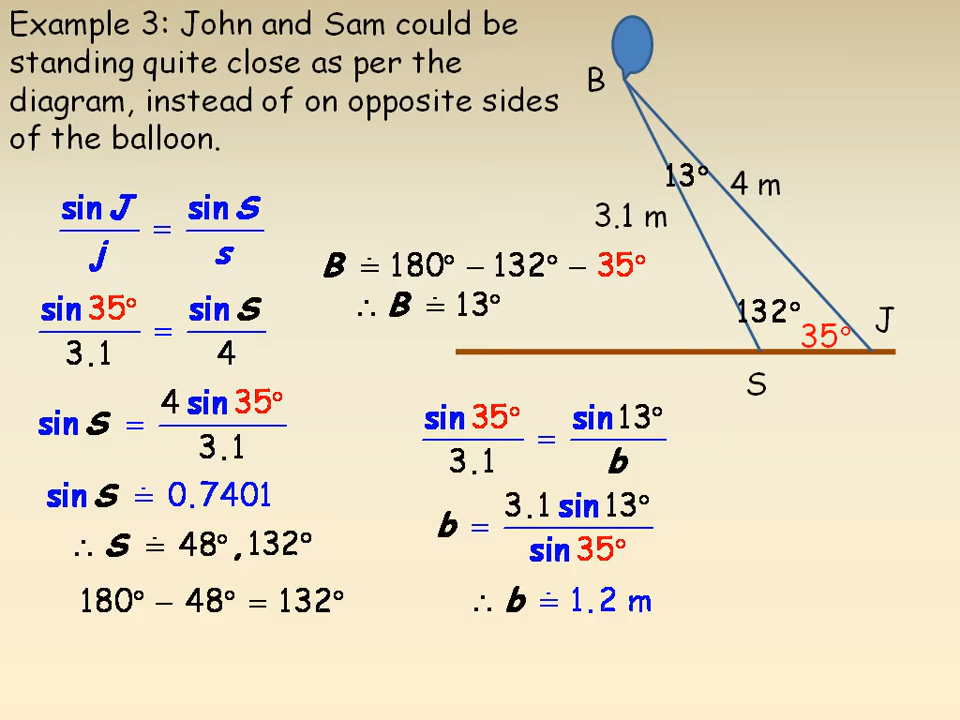 Example 3: John and Sam could be
standing quite close as per the
diagram, instead of on opposite sides
of the balloon.
B
13°
4 m
3.1 m
132°
35°
J
S
sin J / j = sin S / s
sin 35° / 3.1 = sin S / 4
sin S = 4 sin 35° / 3.1
sin S ≐ 0.7401
∴ S ≐ 48°, 132°
180° − 48° = 132°
B ≐ 180° − 132° − 35°
∴ B ≐ 13°
sin 35° / 3.1 = sin 13° / b
b = 3.1 sin 13° / sin 35°
∴ b ≐ 1.2 m